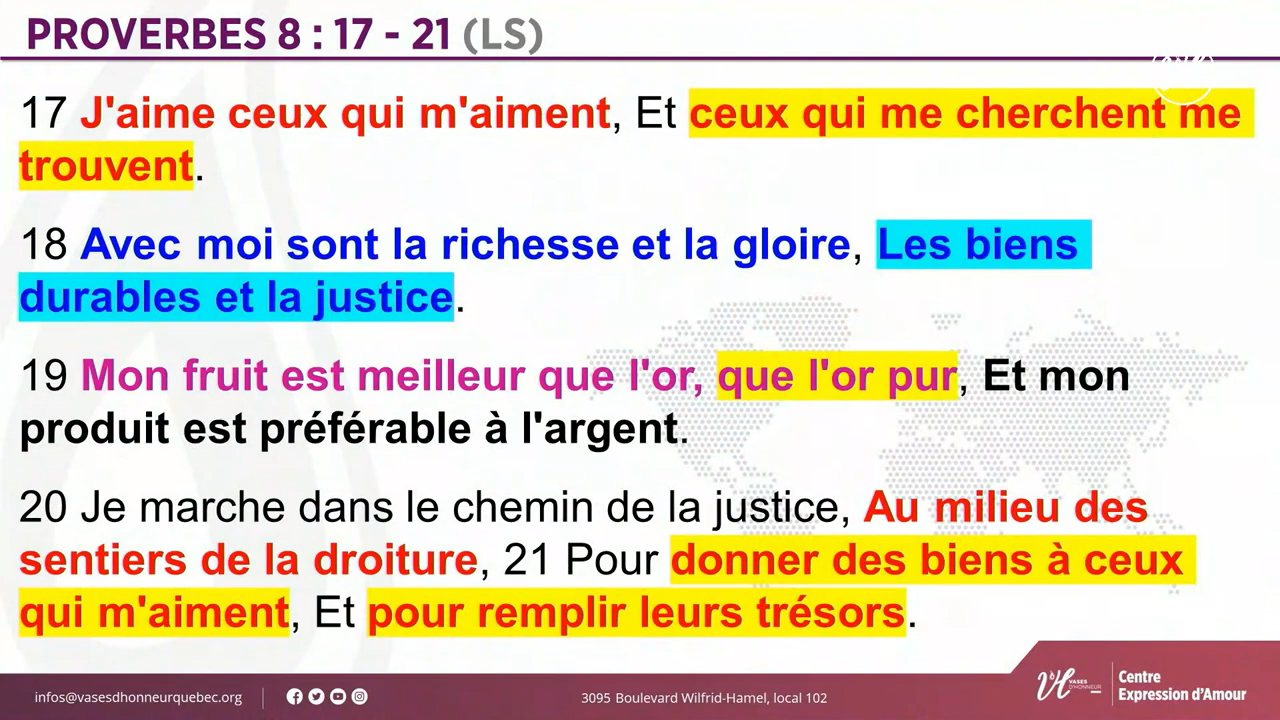 PROVERBES 8 : 17 - 21 (LS)
17 J'aime ceux qui m'aiment, Et ceux qui me cherchent me
trouvent.
18 Avec moi sont la richesse et la gloire, Les biens
durables et la justice.
19 Mon fruit est meilleur que l'or, que l'or pur, Et mon
produit est préférable à l'argent.
20 Je marche dans le chemin de la justice, Au milieu des
sentiers de la droiture, 21 Pour donner des biens à ceux
qui m'aiment, Et pour remplir leurs trésors.
infos@vasesdhonneurquebec.org
3095 Boulevard Wilfrid-Hamel, local 102
VH VASES
D'HONNEUR
Centre
Expression d'Amour